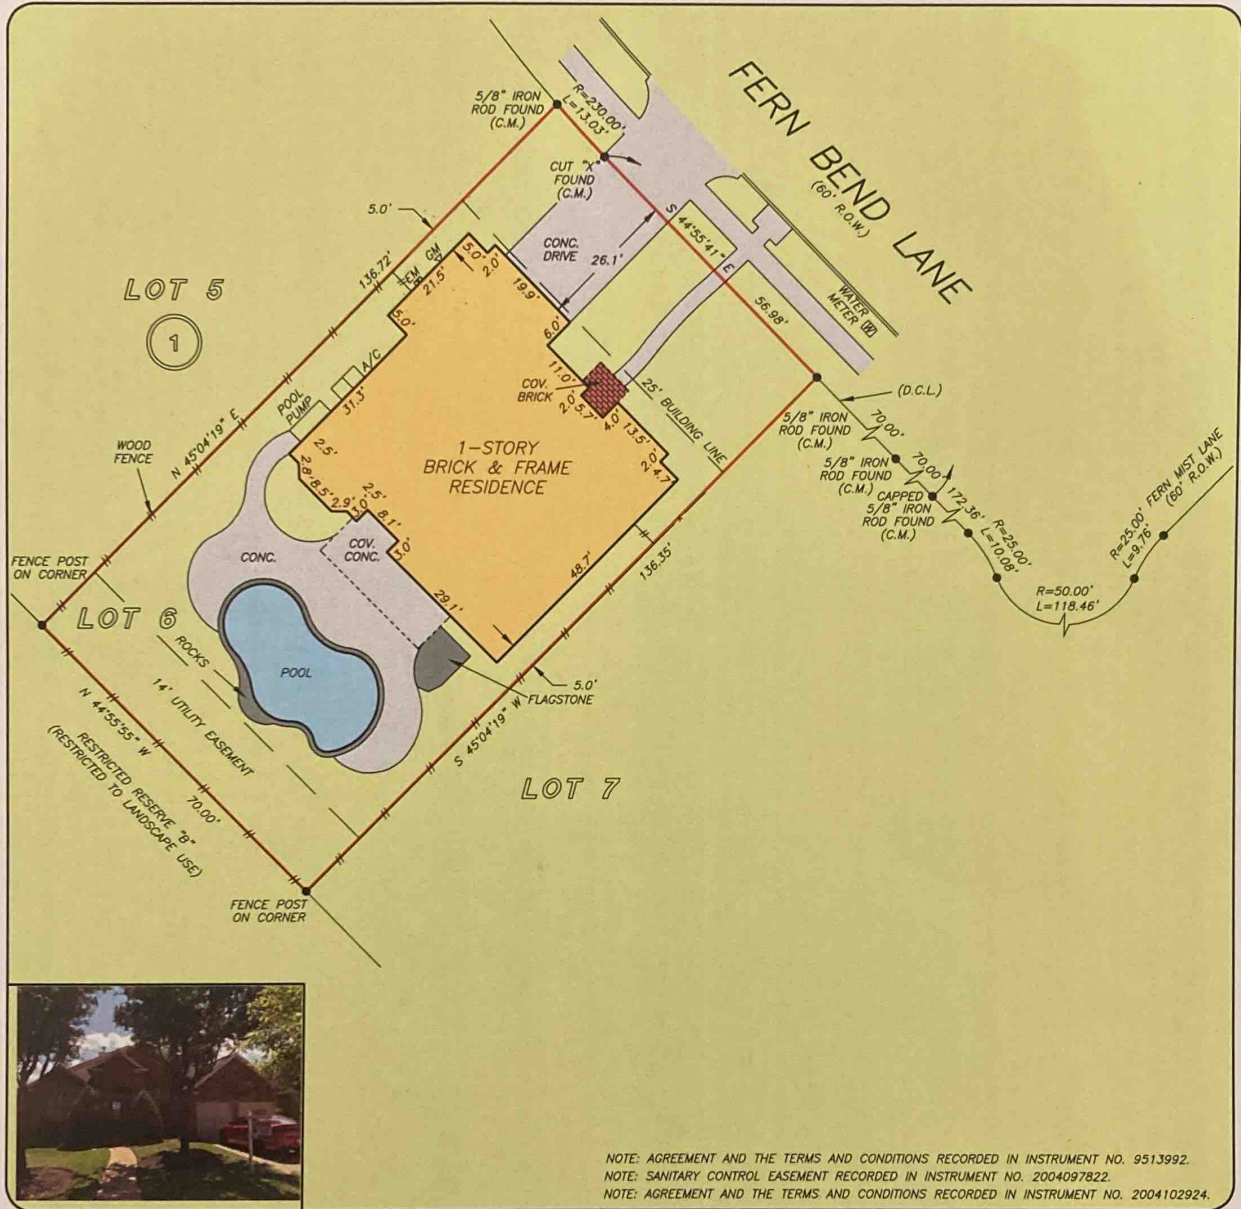 FERN BEND LANE
(60' R.O.W.)
5/8" IRON
ROD FOUND
(C.M.)
R=230.00'
L=13.03'
CUT "X"
FOUND
(C.M.)
S 44°55'41" E
56.98'
WATER
METER W
CONC.
DRIVE
26.1'
5.0'
136.72'
TEM
GM
21.5'
5.0'
2.0'
19.9'
6.0'
LOT 5
1
5.0'
A/C
POOL
PUMP
31.3'
11.0'
COV.
BRICK
2.0'
5.7'
4.0'
13.5'
2.0'
4.7'
25' BUILDING LINE
(D.C.L.)
5/8" IRON
ROD FOUND
(C.M.)
70.00'
5/8" IRON
ROD FOUND
(C.M.)
70.00'
CAPPED
5/8" IRON
ROD FOUND
(C.M.)
172.36'
R=25.00'
L=10.08'
R=50.00'
L=118.46'
R=25.00'
L=9.76'
FERN MIST LANE
(60' R.O.W.)
WOOD
FENCE
N 45°04'19" E
1-STORY
BRICK & FRAME
RESIDENCE
2.5'
2.8'
8.5'
2.9'
3.0'
2.5'
8.1'
3.0'
29.1'
48.7'
136.35'
CONC.
COV.
CONC.
FENCE POST
ON CORNER
LOT 6
ROCKS
POOL
14' UTILITY EASEMENT
FLAGSTONE
5.0'
S 45°04'19" W
LOT 7
N 44°55'55" W
70.00'
RESTRICTED RESERVE "B"
(RESTRICTED TO LANDSCAPE USE)
FENCE POST
ON CORNER
NOTE: AGREEMENT AND THE TERMS AND CONDITIONS RECORDED IN INSTRUMENT NO. 9513992.
NOTE: SANITARY CONTROL EASEMENT RECORDED IN INSTRUMENT NO. 2004097822.
NOTE: AGREEMENT AND THE TERMS AND CONDITIONS RECORDED IN INSTRUMENT NO. 2004102924.